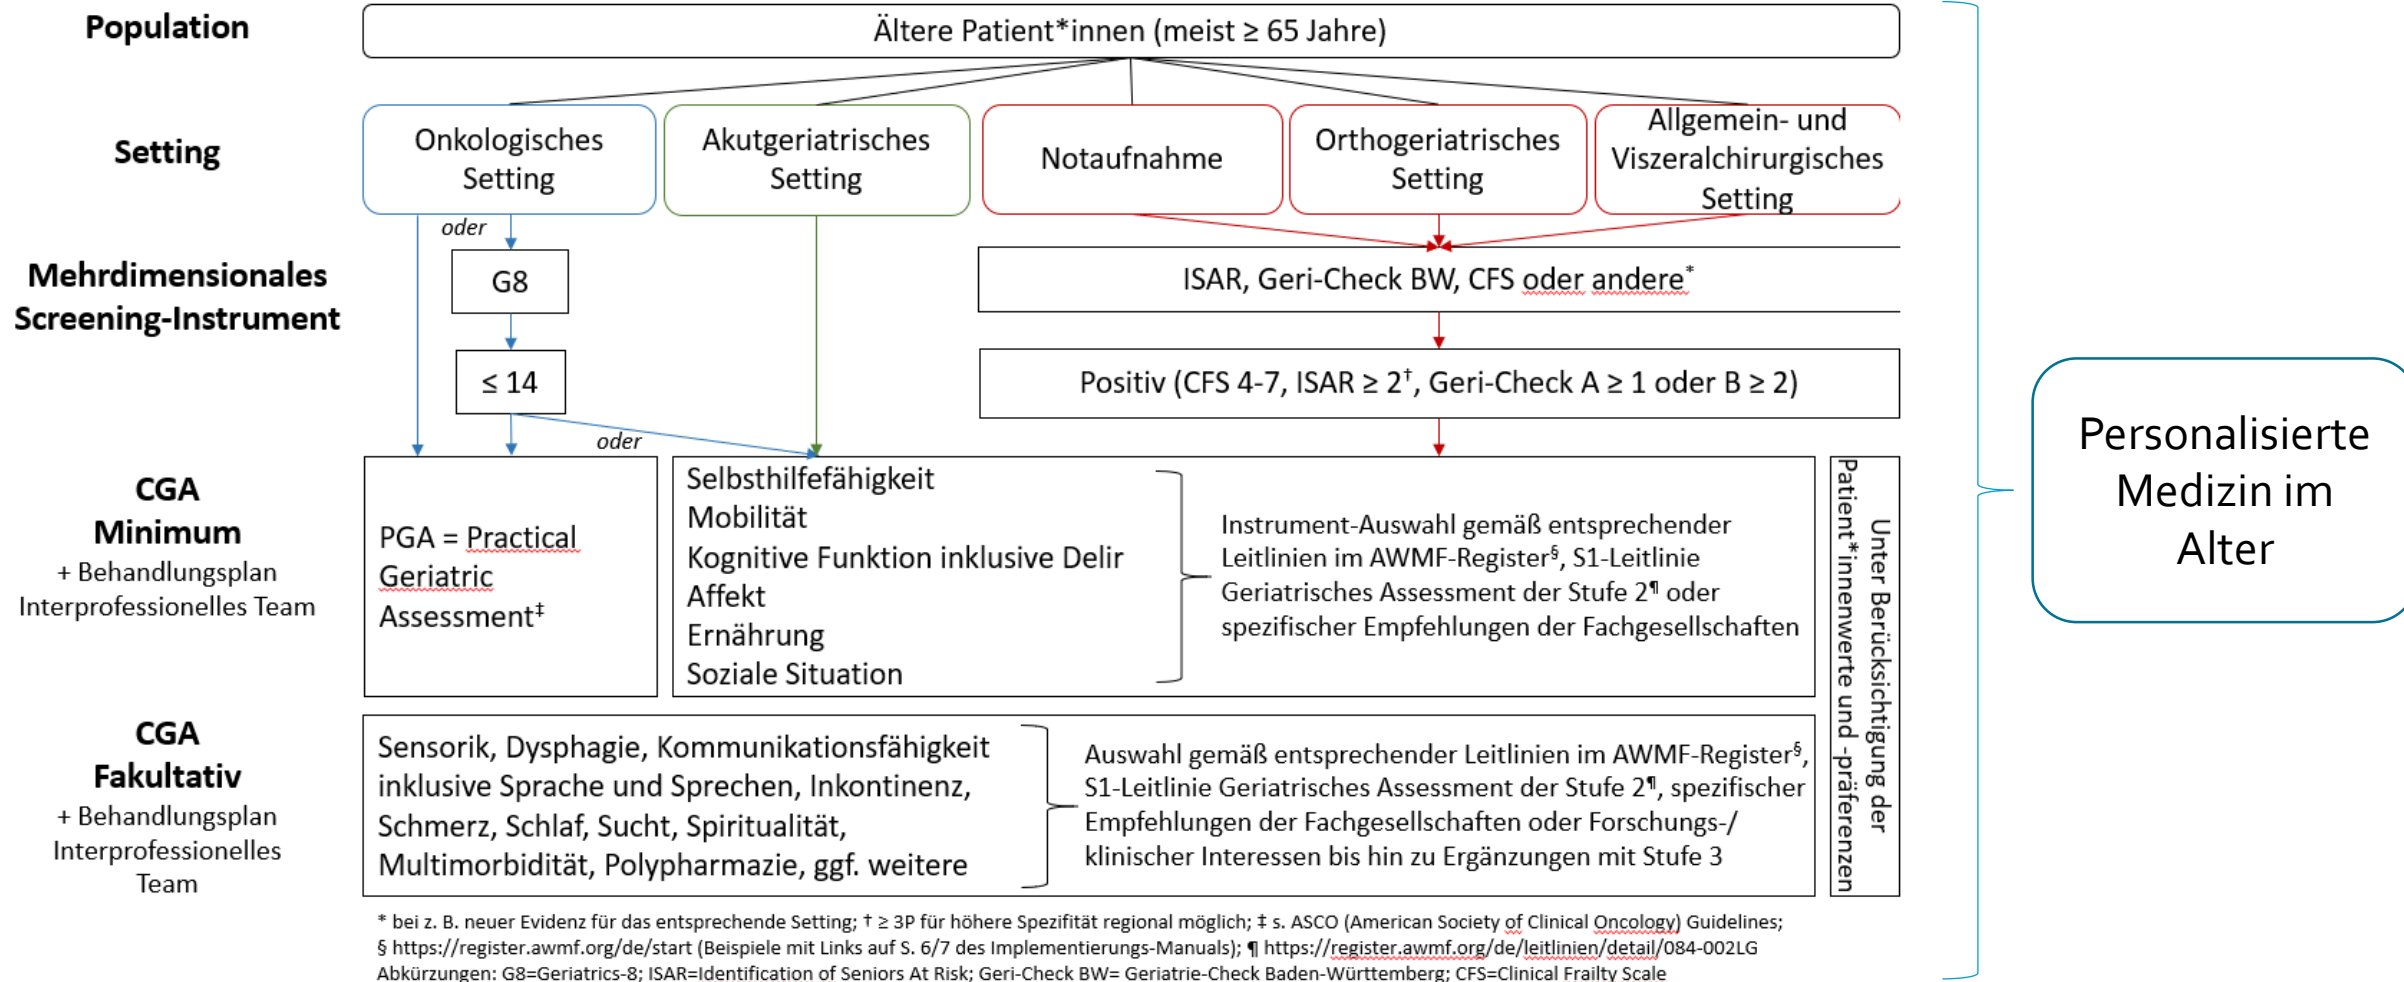 Population
Ältere Patient*innen (meist ≥ 65 Jahre)
Setting
Onkologisches
Setting
Akutgeriatrisches
Setting
Notaufnahme
Orthogeriatrisches
Setting
Allgemein- und
Viszeralchirurgisches
Setting
oder
Mehrdimensionales
Screening-Instrument
G8
ISAR, Geri-Check BW, CFS oder andere*
≤ 14
Positiv (CFS 4-7, ISAR ≥ 2†, Geri-Check A ≥ 1 oder B ≥ 2)
oder
CGA
Minimum
+ Behandlungsplan
Interprofessionelles Team
PGA = Practical
Geriatric
Assessment‡
Selbsthilfefähigkeit
Mobilität
Kognitive Funktion inklusive Delir
Affekt
Ernährung
Soziale Situation
Instrument-Auswahl gemäß entsprechender
Leitlinien im AWMF-Register§, S1-Leitlinie
Geriatrisches Assessment der Stufe 2¶ oder
spezifischer Empfehlungen der Fachgesellschaften
Unter Berücksichtigung der
Patient*innenwerte und -präferenzen
CGA
Fakultativ
+ Behandlungsplan
Interprofessionelles
Team
Sensorik, Dysphagie, Kommunikationsfähigkeit
inklusive Sprache und Sprechen, Inkontinenz,
Schmerz, Schlaf, Sucht, Spiritualität,
Multimorbidität, Polypharmazie, ggf. weitere
Auswahl gemäß entsprechender Leitlinien im AWMF-Register§,
S1-Leitlinie Geriatrisches Assessment der Stufe 2¶, spezifischer
Empfehlungen der Fachgesellschaften oder Forschungs-/
klinischer Interessen bis hin zu Ergänzungen mit Stufe 3
Personalisierte
Medizin im
Alter
* bei z. B. neuer Evidenz für das entsprechende Setting; † ≥ 3P für höhere Spezifität regional möglich; ‡ s. ASCO (American Society of Clinical Oncology) Guidelines;
§ https://register.awmf.org/de/start (Beispiele mit Links auf S. 6/7 des Implementierungs-Manuals); ¶ https://register.awmf.org/de/leitlinien/detail/084-002LG
Abkürzungen: G8=Geriatrics-8; ISAR=Identification of Seniors At Risk; Geri-Check BW= Geriatrie-Check Baden-Württemberg; CFS=Clinical Frailty Scale